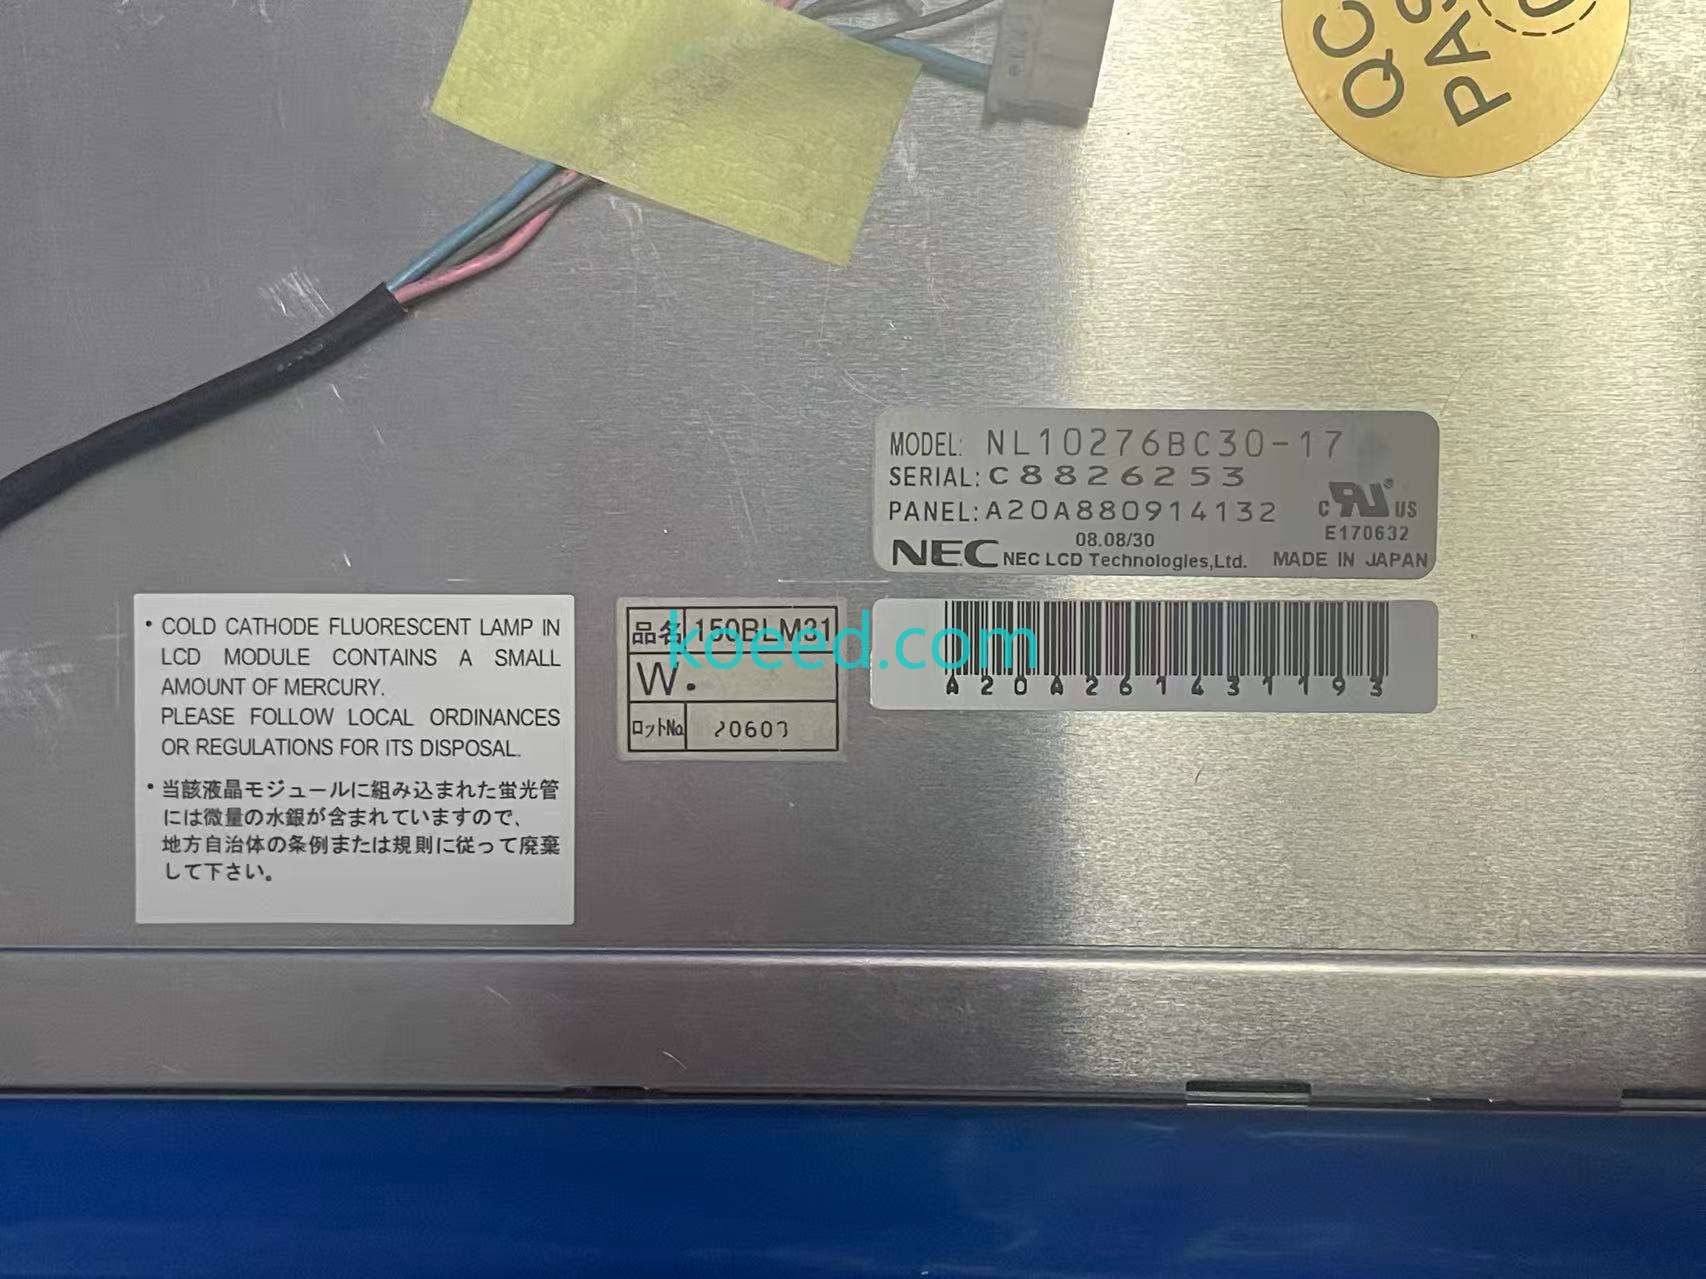 QC
PA
MODEL: NL10276BC30-17
SERIAL: C8826253
PANEL: A20A880914132
c RU ® US
E170632
08.08/30
NEC NEC LCD Technologies,Ltd. MADE IN JAPAN
• COLD CATHODE FLUORESCENT LAMP IN
LCD MODULE CONTAINS A SMALL
AMOUNT OF MERCURY.
PLEASE FOLLOW LOCAL ORDINANCES
OR REGULATIONS FOR ITS DISPOSAL.
• 当該液晶モジュールに組み込まれた蛍光管
には微量の水銀が含まれていますので、
地方自治体の条例または規則に従って廃棄
して下さい。
品名 150BLM31
W.
ロットNo.
koeed.com
A20A261431193